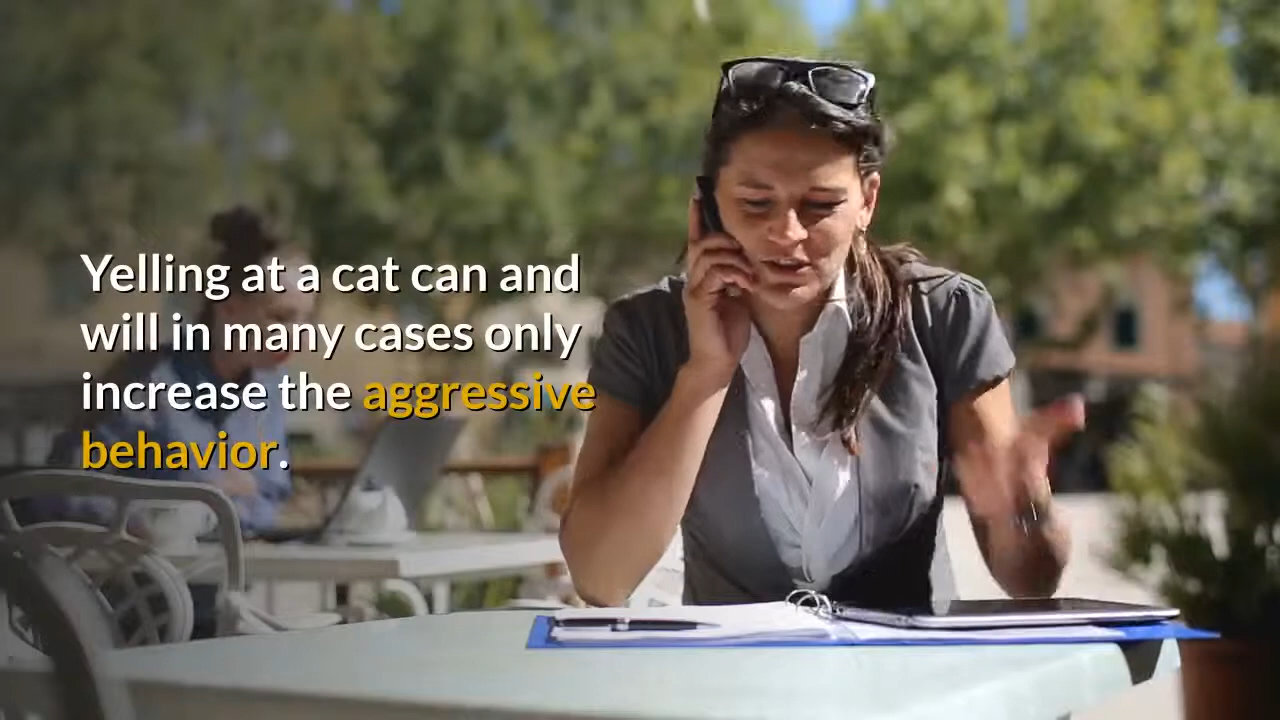 Yelling at a cat can and
will in many cases only
increase the aggressive
behavior.